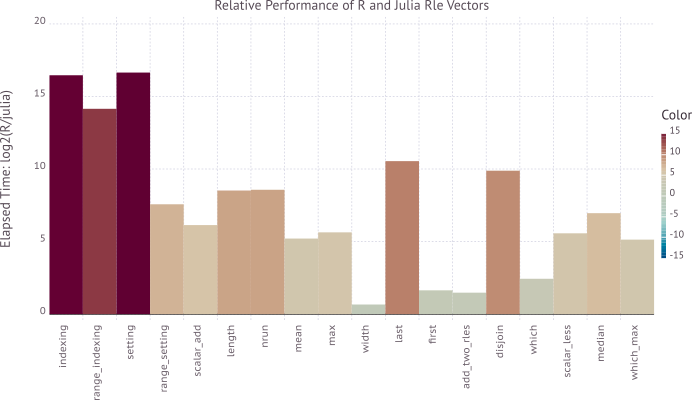 Relative Performance of R and Julia Rle Vectors
Elapsed Time: log2(R/julia)
20
15
10
5
0
indexing
range_indexing
setting
range_setting
scalar_add
length
nrun
mean
max
width
last
first
add_two_rles
disjoin
which
scalar_less
median
which_max
Color
15
10
5
0
-5
-10
-15